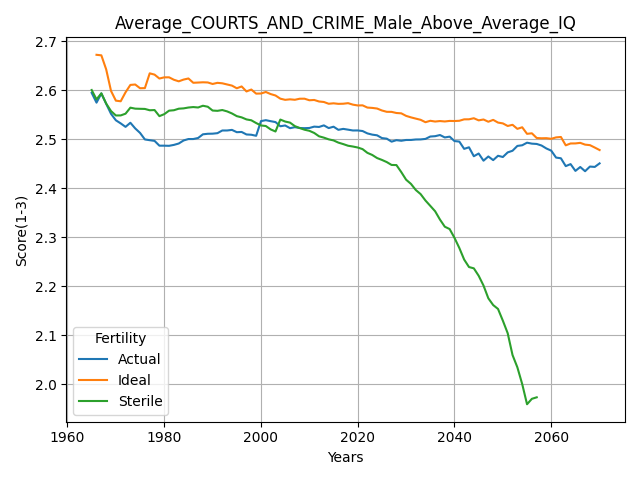 Average_COURTS_AND_CRIME_Male_Above_Average_IQ
2.7
2.6
2.5
2.4
2.3
2.2
2.1
2.0
Score(1-3)
Fertility
Actual
Ideal
Sterile
1960 1980 2000 2020 2040 2060
Years